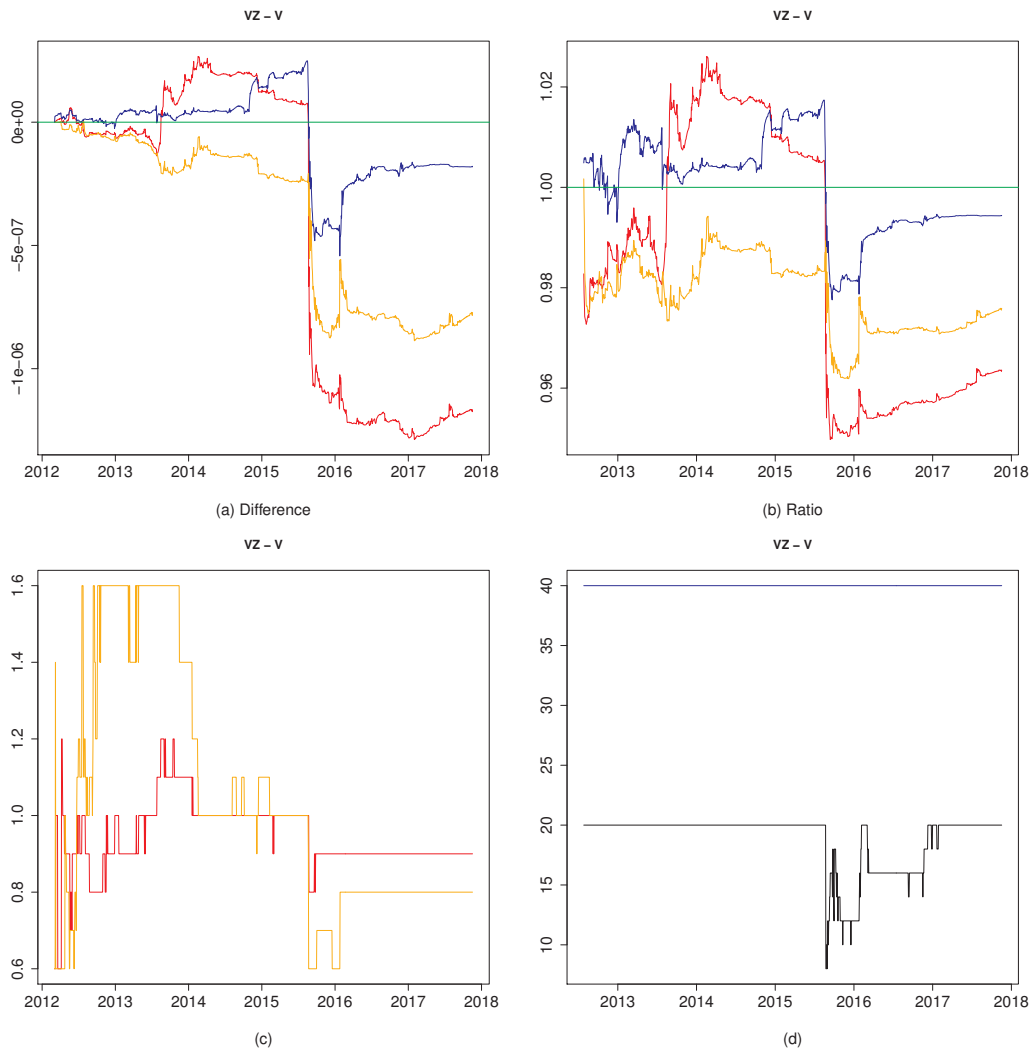 VZ − V
VZ − V
0e+00
−5e−07
−1e−06
2012 2013 2014 2015 2016 2017 2018
(a) Difference
1.02
1.00
0.98
0.96
2013 2014 2015 2016 2017 2018
(b) Ratio
VZ − V
VZ − V
1.6
1.4
1.2
1.0
0.8
0.6
2012 2013 2014 2015 2016 2017 2018
(c)
40
35
30
25
20
15
10
2013 2014 2015 2016 2017 2018
(d)